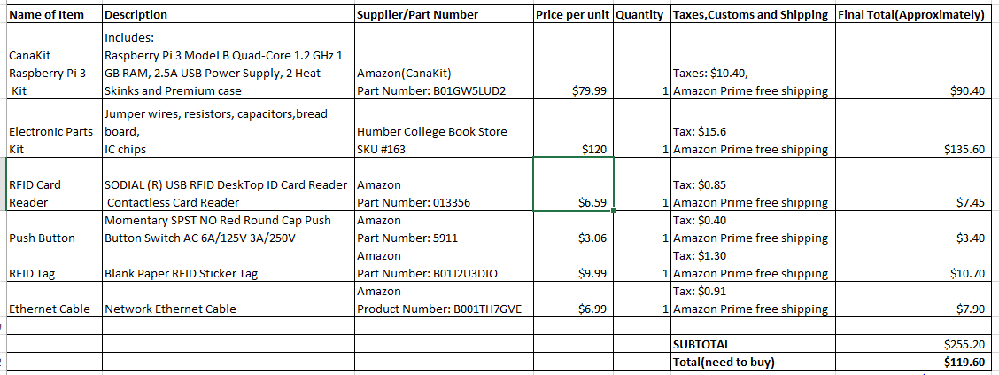 Name of Item Description Supplier/Part Number Price per unit Quantity Taxes,Customs and Shipping Final Total(Approximately)
Includes:
CanaKit Raspberry Pi 3 Model B Quad-Core 1.2 GHz 1
Raspberry Pi 3 GB RAM, 2.5A USB Power Supply, 2 Heat Amazon(CanaKit) Taxes: $10.40,
Kit Skinks and Premium case Part Number: B01GW5LUD2 $79.99 1 Amazon Prime free shipping $90.40
Jumper wires, resistors, capacitors,bread
Electronic Parts board, Humber College Book Store Tax: $15.6
Kit IC chips SKU #163 $120 1 Amazon Prime free shipping $135.60
RFID Card SODIAL (R) USB RFID DeskTop ID Card Reader Amazon Tax: $0.85
Reader Contactless Card Reader Part Number: 013356 $6.59 1 Amazon Prime free shipping $7.45
Momentary SPST NO Red Round Cap Push Amazon Tax: $0.40
Push Button Button Switch AC 6A/125V 3A/250V Part Number: 5911 $3.06 1 Amazon Prime free shipping $3.40
Amazon Tax: $1.30
RFID Tag Blank Paper RFID Sticker Tag Part Number: B01J2U3DIO $9.99 1 Amazon Prime free shipping $10.70
Amazon Tax: $0.91
Ethernet Cable Network Ethernet Cable Product Number: B001TH7GVE $6.99 1 Amazon Prime free shipping $7.90
SUBTOTAL $255.20
Total(need to buy) $119.60